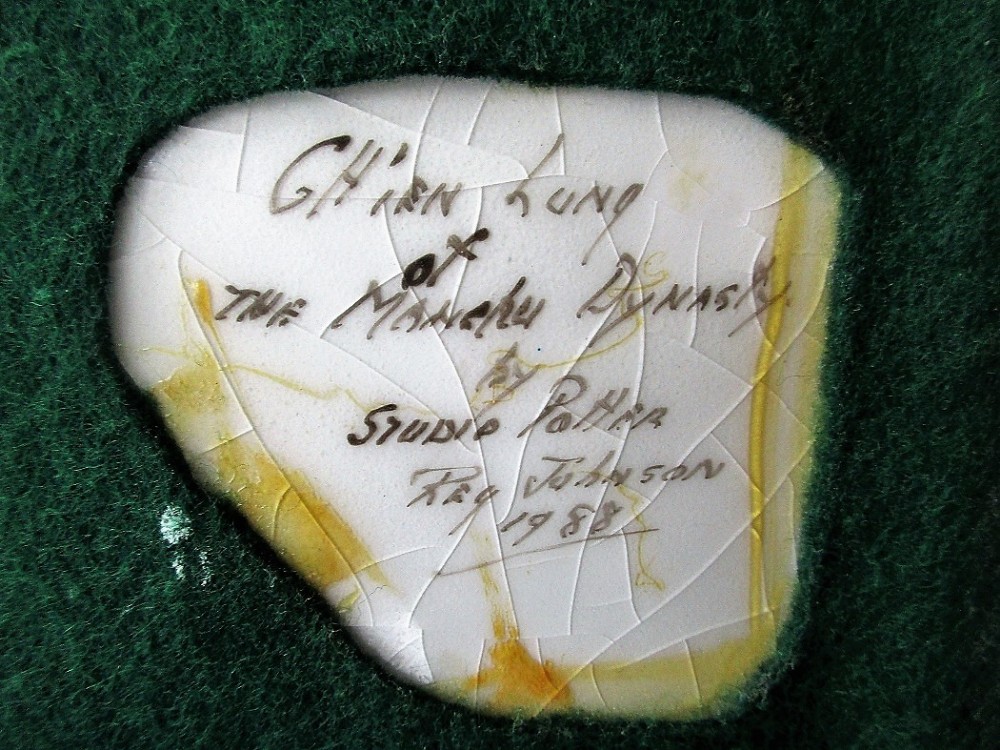 CH'IEN LUNG
of
THE MANCHU DYNASTY
by
STUDIO POTTER
REG JOHNSON
1988